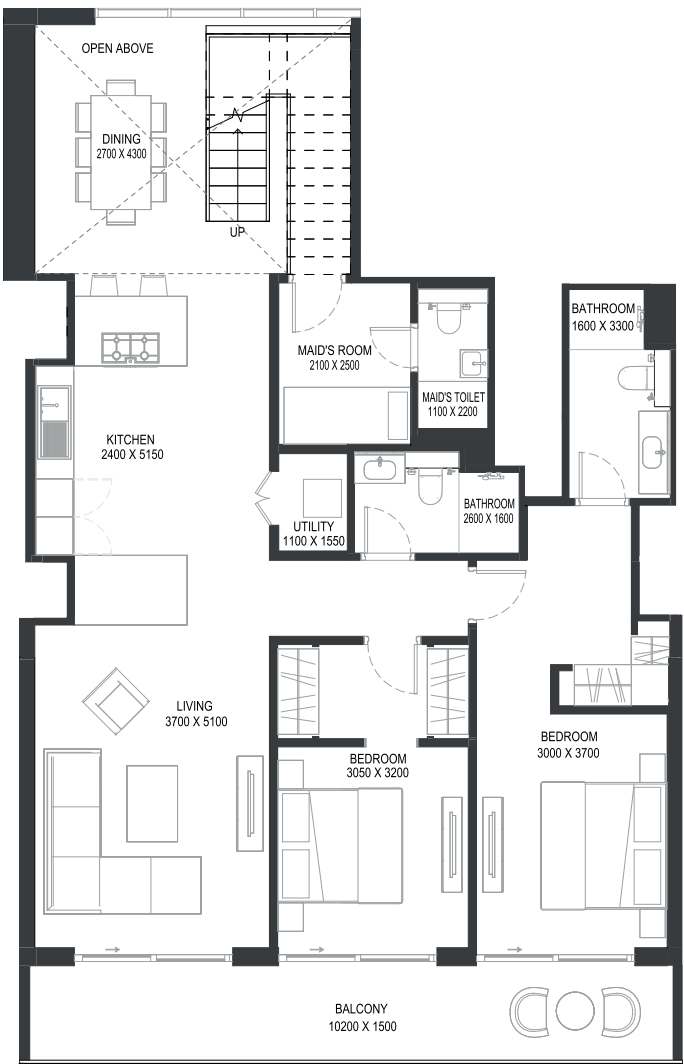 OPEN ABOVE
DINING
2700 X 4300
UP
BATHROOM
1600 X 3300
MAID'S ROOM
2100 X 2500
MAID'S TOILET
1100 X 2200
KITCHEN
2400 X 5150
BATHROOM
2600 X 1600
UTILITY
1100 X 1550
LIVING
3700 X 5100
BEDROOM
3050 X 3200
BEDROOM
3000 X 3700
BALCONY
10200 X 1500